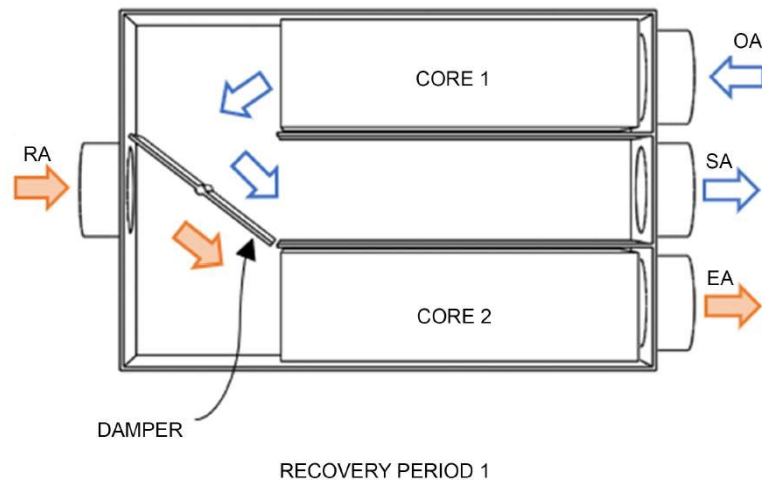 CORE 1
OA
RA
SA
EA
CORE 2
DAMPER
RECOVERY PERIOD 1